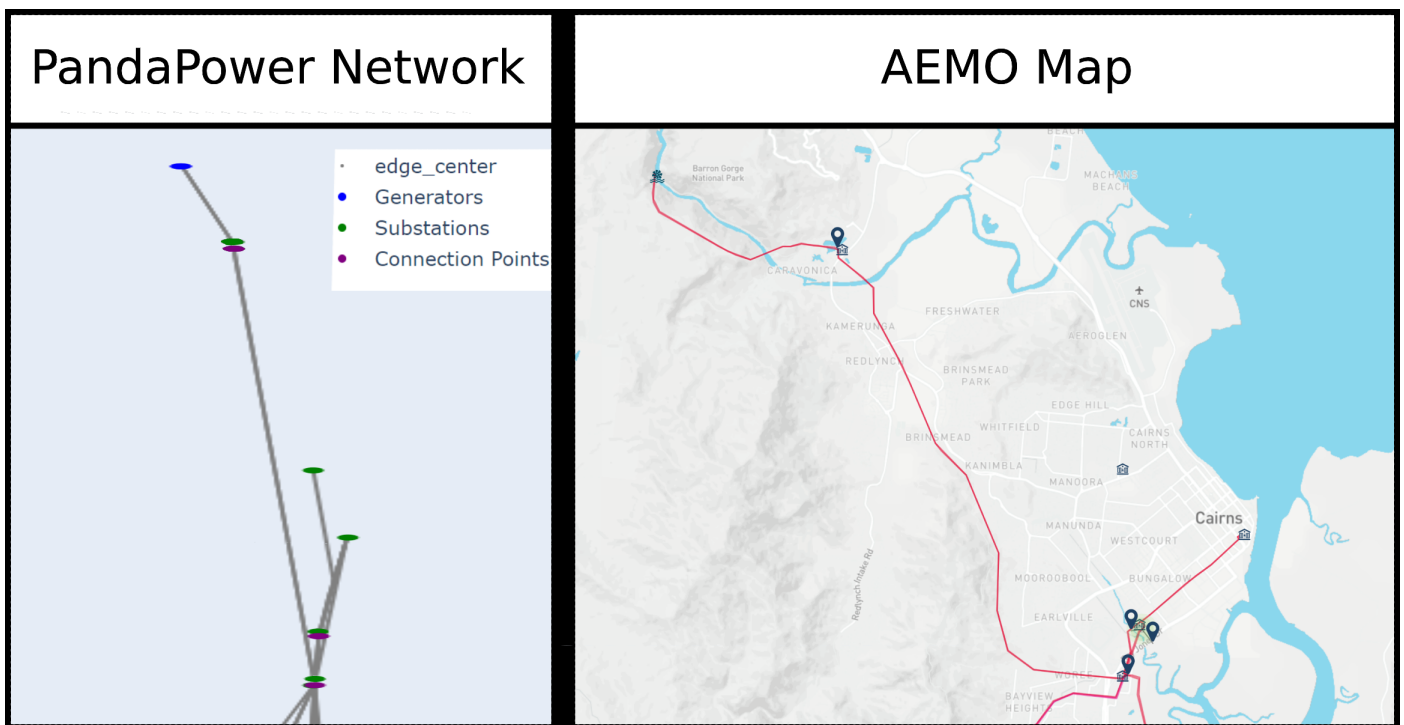 PandaPower Network
AEMO Map
edge_center
Generators
Substations
Connection Points
BEACH
Barron Gorge
National Park
MACHANS
BEACH
CARAVONICA
CNS
FRESHWATER
KAMERUNGA
AEROGLEN
REDLYNCH
BRINSMEAD
PARK
EDGE HILL
WHITFIELD
CAIRNS
NORTH
BRINSMEAD
KANIMBLA
MANOORA
Cairns
MANUNDA
WESTCOURT
Redlynch Intake Rd
MOOROOBOOL
BUNGALOW
EARLVILLE
WOREE
BAYVIEW
HEIGHTS